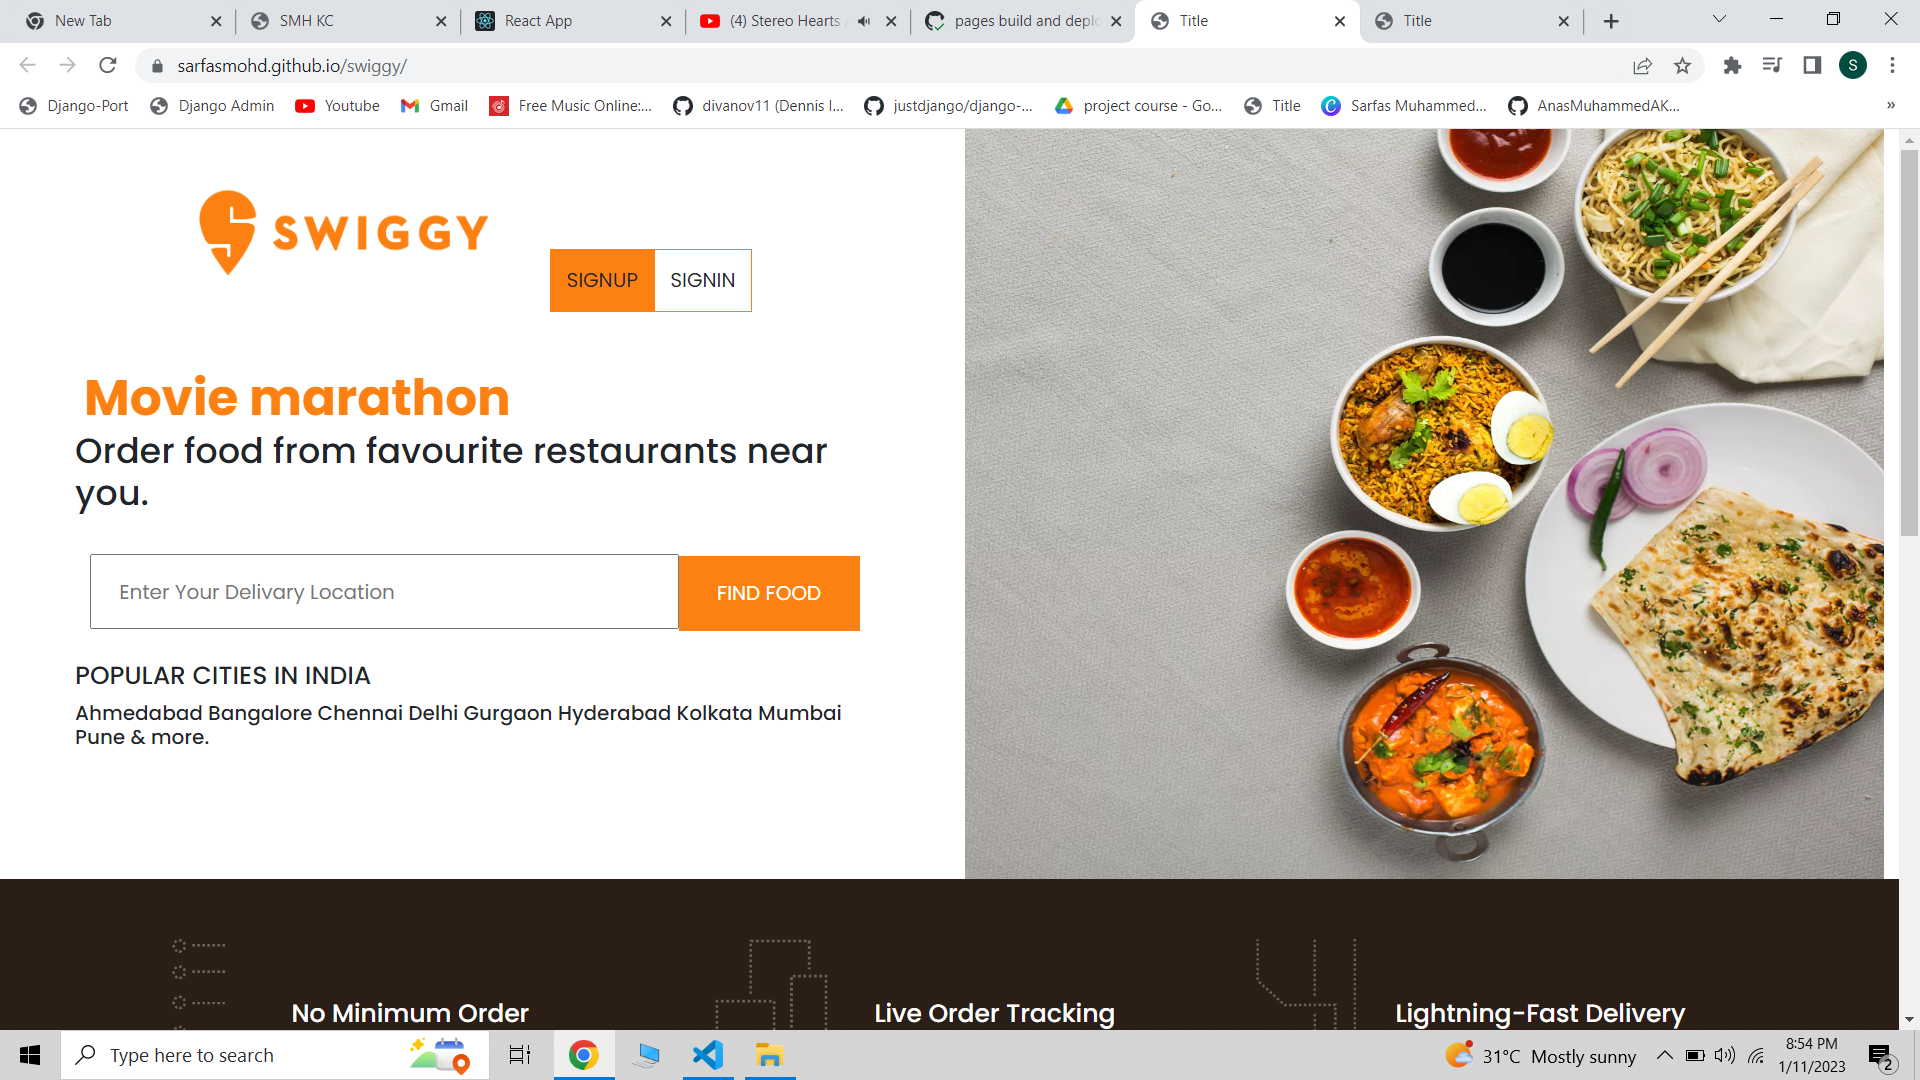 New Tab
SMH KC
React App
(4) Stereo Hearts
pages build and deplo
Title
Title
sarfasmohd.github.io/swiggy/
S
Django-Port
Django Admin
Youtube
Gmail
Free Music Online:...
divanov11 (Dennis I...
justdjango/django-...
project course - Go...
Title
Sarfas Muhammed...
AnasMuhammedAK...
»
SWIGGY
SIGNUP
SIGNIN
Movie marathon
Order food from favourite restaurants near
you.
Enter Your Delivary Location
FIND FOOD
POPULAR CITIES IN INDIA
Ahmedabad Bangalore Chennai Delhi Gurgaon Hyderabad Kolkata Mumbai
Pune & more.
No Minimum Order
Live Order Tracking
Lightning-Fast Delivery
Type here to search
31°C Mostly sunny
8:54 PM
1/11/2023
2